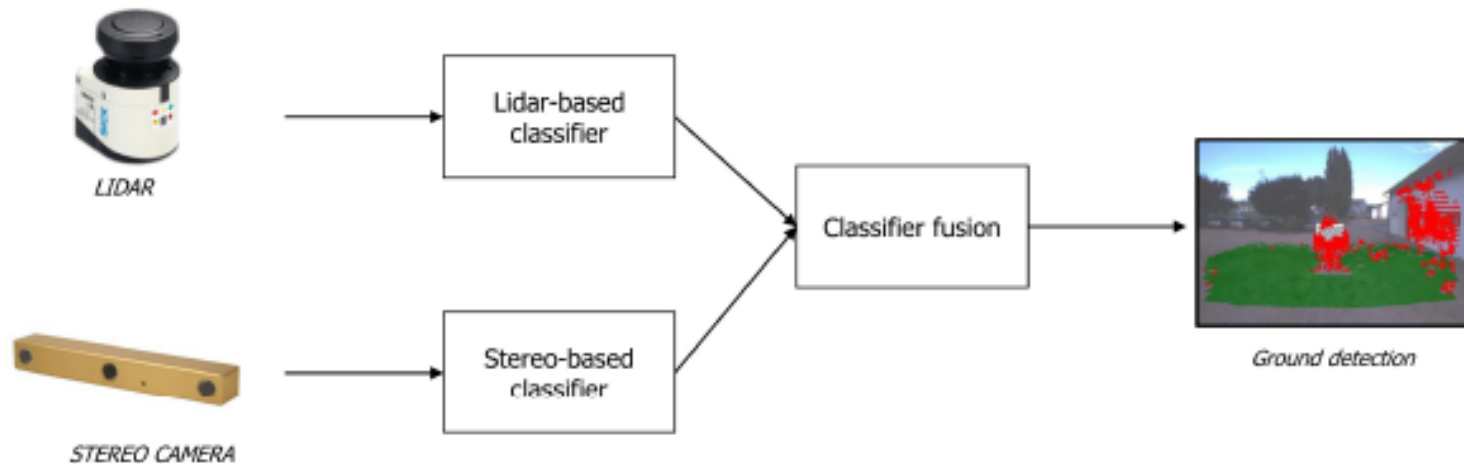 LIDAR
STEREO CAMERA
Lidar-based
classifier
Stereo-based
classifier
Classifier fusion
Ground detection